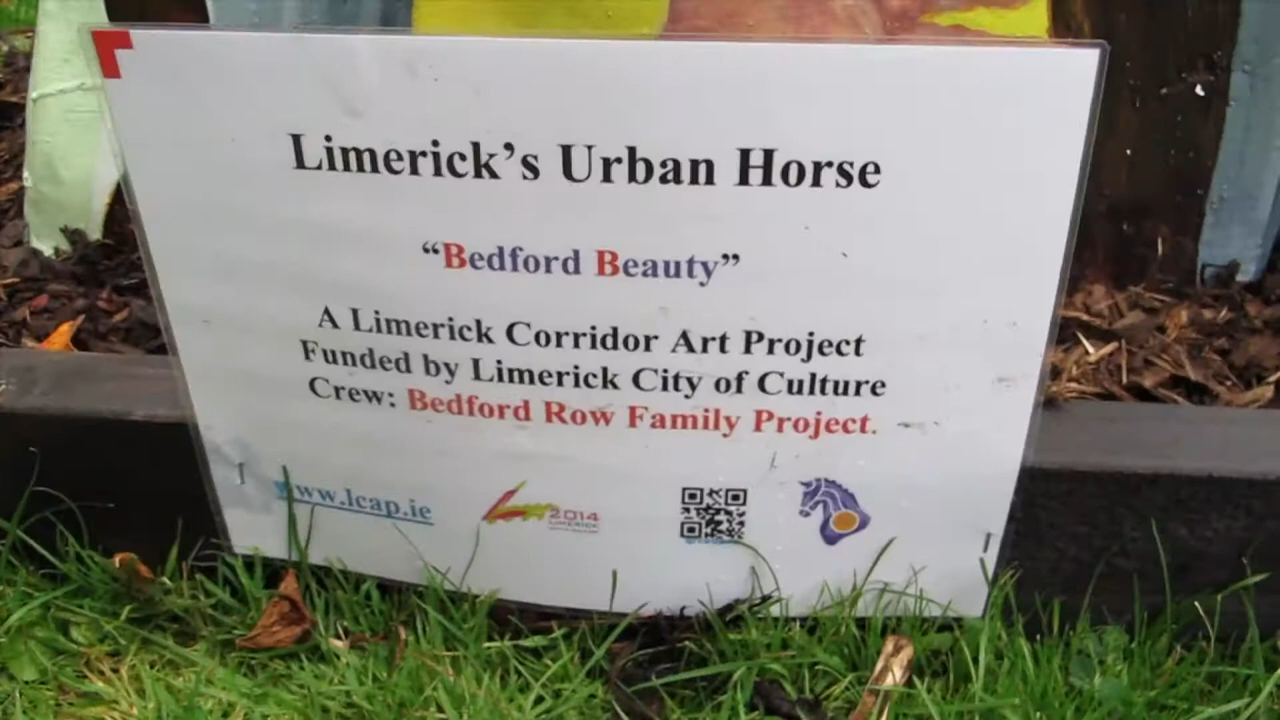 Limerick's Urban Horse
“Bedford Beauty”
A Limerick Corridor Art Project
Funded by Limerick City of Culture
Crew: Bedford Row Family Project.
www.lcap.ie
2014
LIMERICK